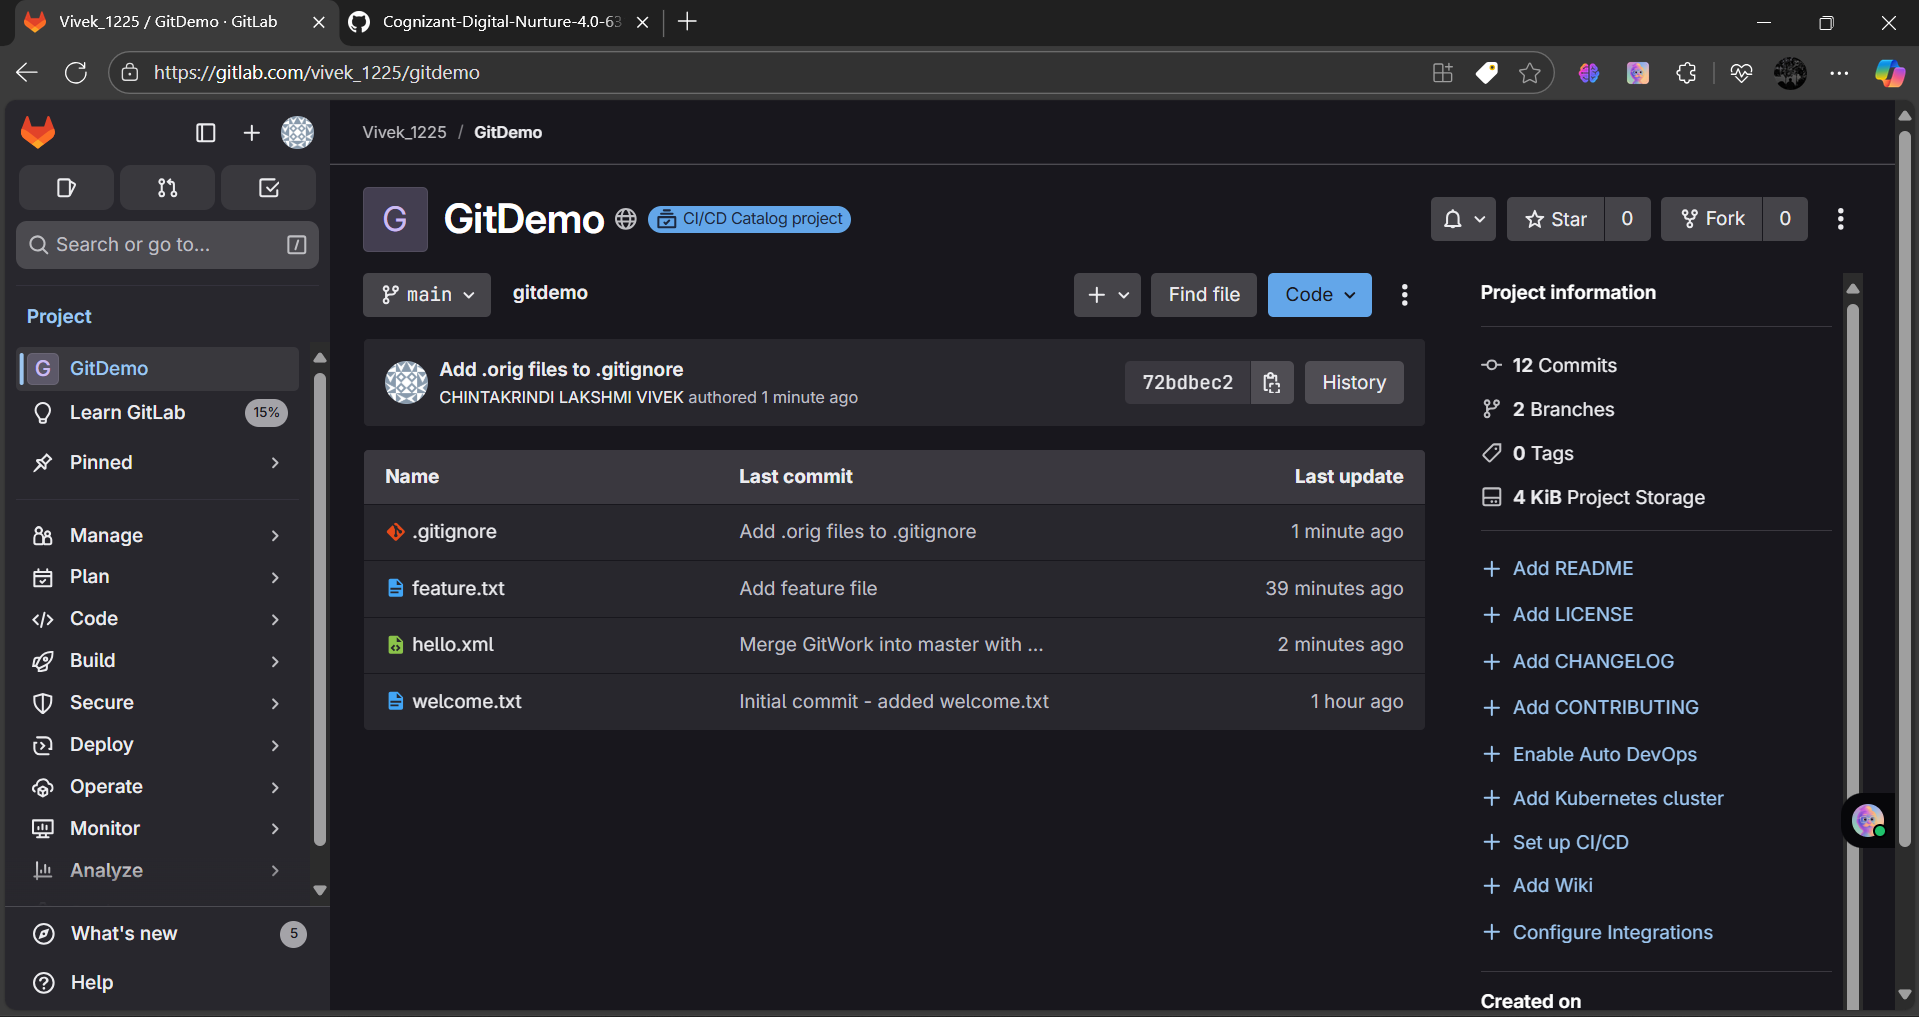 Vivek_1225 / GitDemo · GitLab
Cognizant-Digital-Nurture-4.0-63
https://gitlab.com/vivek_1225/gitdemo
Vivek_1225 / GitDemo
Search or go to... /
Project
G GitDemo
Learn GitLab 15%
Pinned
Manage
Plan
Code
Build
Secure
Deploy
Operate
Monitor
Analyze
What's new 5
Help
G GitDemo CI/CD Catalog project
Star 0 Fork 0
main gitdemo
Find file Code
Add .orig files to .gitignore
CHINTAKRINDI LAKSHMI VIVEK authored 1 minute ago
72bdbec2 History
Name Last commit Last update
.gitignore Add .orig files to .gitignore 1 minute ago
feature.txt Add feature file 39 minutes ago
hello.xml Merge GitWork into master with ... 2 minutes ago
welcome.txt Initial commit - added welcome.txt 1 hour ago
Project information
12 Commits
2 Branches
0 Tags
4 KiB Project Storage
Add README
Add LICENSE
Add CHANGELOG
Add CONTRIBUTING
Enable Auto DevOps
Add Kubernetes cluster
Set up CI/CD
Add Wiki
Configure Integrations
Created on